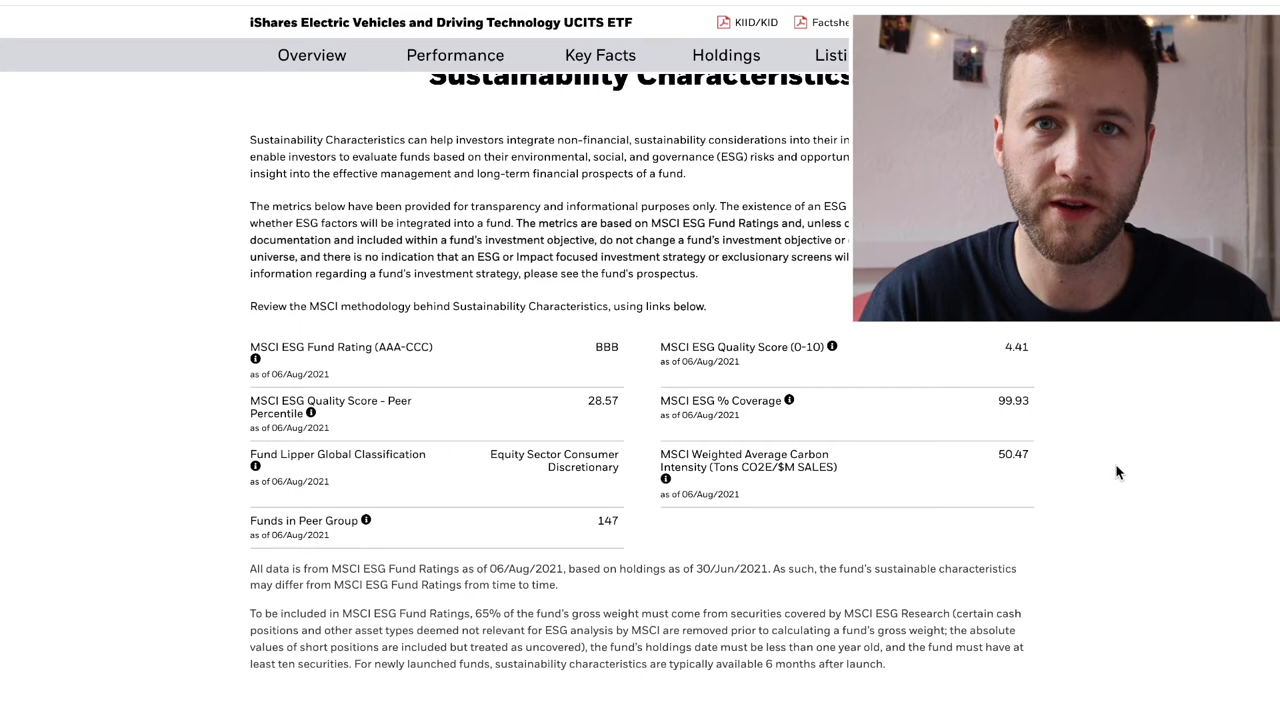 iShares Electric Vehicles and Driving Technology UCITS ETF
KIID/KID
Factshe
Overview
Performance
Key Facts
Holdings
Listi
Sustainability Characteristics
Sustainability Characteristics can help investors integrate non-financial, sustainability considerations into their in
enable investors to evaluate funds based on their environmental, social, and governance (ESG) risks and opportun
insight into the effective management and long-term financial prospects of a fund.
The metrics below have been provided for transparency and informational purposes only. The existence of an ESG
whether ESG factors will be integrated into a fund. The metrics are based on MSCI ESG Fund Ratings and, unless o
documentation and included within a fund's investment objective, do not change a fund's investment objective or
universe, and there is no indication that an ESG or Impact focused investment strategy or exclusionary screens wil
information regarding a fund's investment strategy, please see the fund's prospectus.
Review the MSCI methodology behind Sustainability Characteristics, using links below.
MSCI ESG Fund Rating (AAA-CCC)
BBB
as of 06/Aug/2021
MSCI ESG Quality Score (0-10)
4.41
as of 06/Aug/2021
MSCI ESG Quality Score - Peer
Percentile
28.57
as of 06/Aug/2021
MSCI ESG % Coverage
99.93
as of 06/Aug/2021
Fund Lipper Global Classification
Equity Sector Consumer
Discretionary
as of 06/Aug/2021
MSCI Weighted Average Carbon
Intensity (Tons CO2E/$M SALES)
50.47
as of 06/Aug/2021
Funds in Peer Group
147
as of 06/Aug/2021
All data is from MSCI ESG Fund Ratings as of 06/Aug/2021, based on holdings as of 30/Jun/2021. As such, the fund's sustainable characteristics
may differ from MSCI ESG Fund Ratings from time to time.
To be included in MSCI ESG Fund Ratings, 65% of the fund's gross weight must come from securities covered by MSCI ESG Research (certain cash
positions and other asset types deemed not relevant for ESG analysis by MSCI are removed prior to calculating a fund's gross weight; the absolute
values of short positions are included but treated as uncovered), the fund's holdings date must be less than one year old, and the fund must have at
least ten securities. For newly launched funds, sustainability characteristics are typically available 6 months after launch.